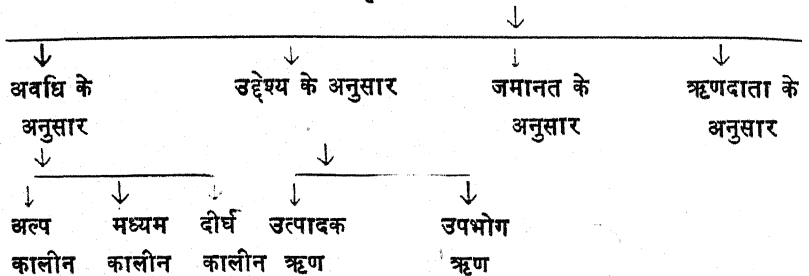 अवधि के उद्देश्य के अनुसार जमानत के ऋणदाता के
अनुसार अनुसार अनुसार
अल्प मध्यम दीर्घ उत्पादक उपभोग
कालीन कालीन कालीन ऋण ऋण